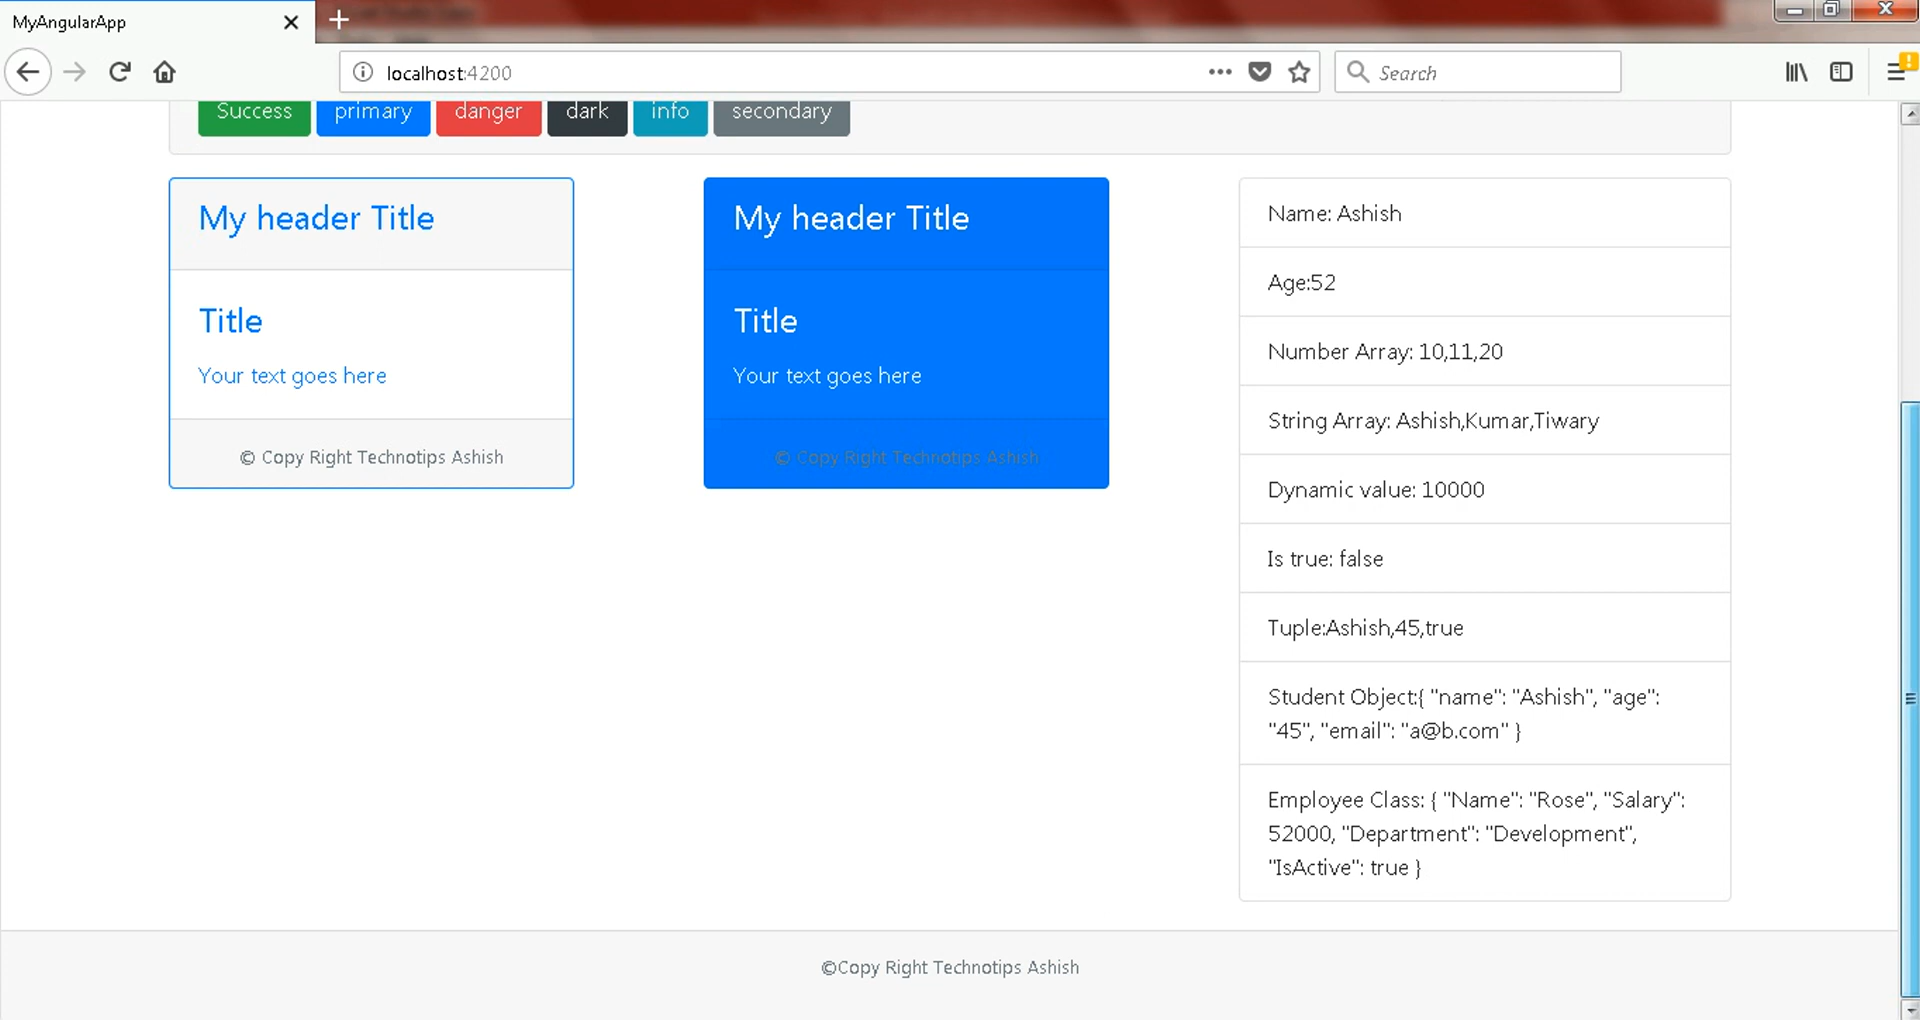 MyAngularApp
localhost:4200
Search
Success primary danger dark info secondary
My header Title
Title
Your text goes here
© Copy Right Technotips Ashish
My header Title
Title
Your text goes here
© Copy Right Technotips Ashish
Name: Ashish
Age:52
Number Array: 10,11,20
String Array: Ashish,Kumar,Tiwary
Dynamic value: 10000
Is true: false
Tuple:Ashish,45,true
Student Object:{ "name": "Ashish", "age":
"45", "email": "a@b.com" }
Employee Class: { "Name": "Rose", "Salary":
52000, "Department": "Development",
"IsActive": true }
©Copy Right Technotips Ashish